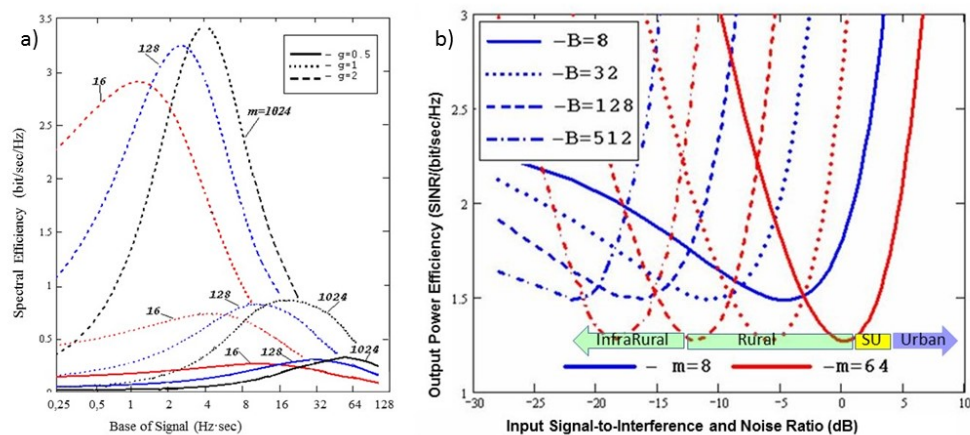 a)
Spectral Efficiency (bit/sec/Hz)
3.5
3
2.5
2
1.5
1
0.5
0
128
16
m=1024
- g=0.5
- g=1
- g=2
128
1024
16
16
128
1024
0,25
0,5
1
2
4
8
16
32
64
128
Base of Signal (Hz·sec)
b)
Output Power Efficiency (SINR/(bit/sec/Hz)
3
2.5
2.0
1.5
1.0
-B=8
-B=32
-B=128
-B=512
InfraRural
Rural
SU
Urban
- m=8
-m=64
-30
-25
-20
-15
-10
-5
0
5
10
Input Signal-to-Interference and Noise Ratio (dB)